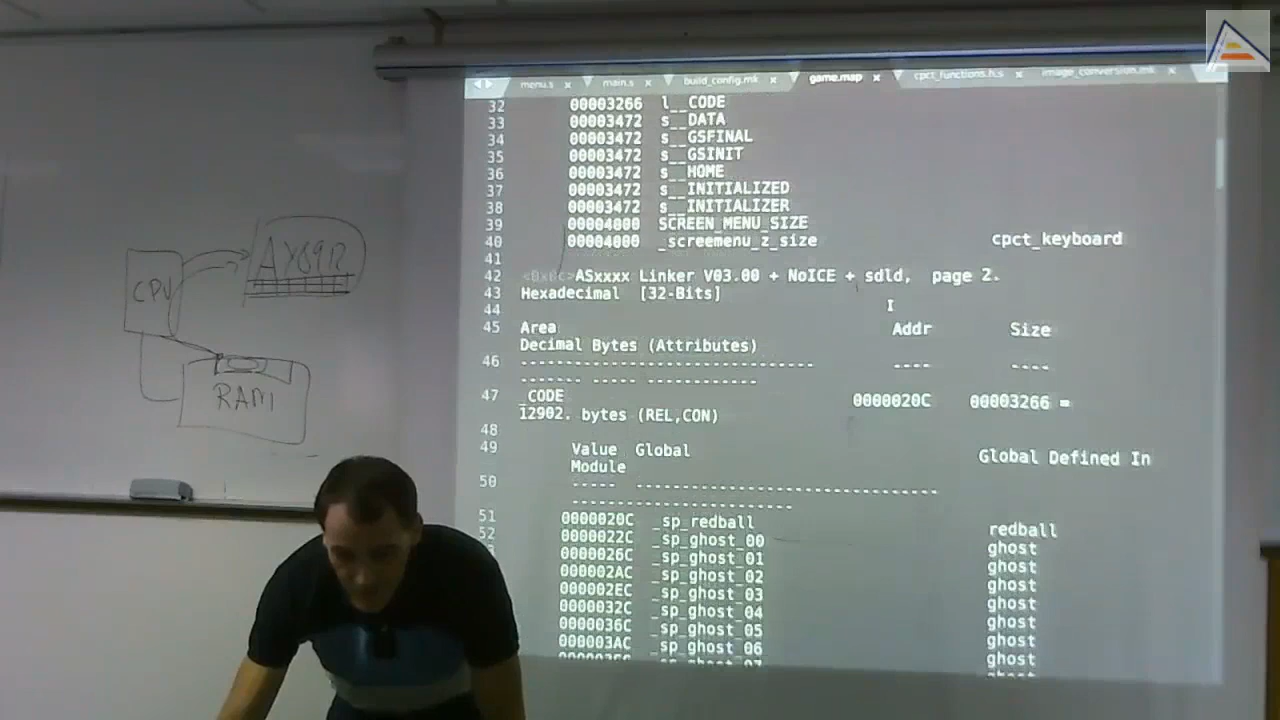 menu.s x main.s x build_config.mk x game.map x cpct_functions.h.s x image_conversion.mk x
32 00003266 l__CODE
33 00003472 s__DATA
34 00003472 s__GSFINAL
35 00003472 s__GSINIT
36 00003472 s__HOME
37 00003472 s__INITIALIZED
38 00003472 s__INITIALIZER
39 00004000 SCREEN_MENU_SIZE
40 00004000 _screemenu_z_size cpct_keyboard
41
42 <0x0c>ASxxxx Linker V03.00 + NoICE + sdld, page 2.
43 Hexadecimal [32-Bits]
44
45 Area Addr Size
Decimal Bytes (Attributes)
46 -------------------------------- ---- ----
------- ----- ------------
47 _CODE 0000020C 00003266 =
12902. bytes (REL,CON)
48
49 Value Global Global Defined In
Module
50 ----- --------------------------------
------------------------
51 0000020C _sp_redball redball
52 0000022C _sp_ghost_00 ghost
0000026C _sp_ghost_01 ghost
000002AC _sp_ghost_02 ghost
000002EC _sp_ghost_03 ghost
0000032C _sp_ghost_04 ghost
0000036C _sp_ghost_05 ghost
000003AC _sp_ghost_06 ghost
CPU
RAM